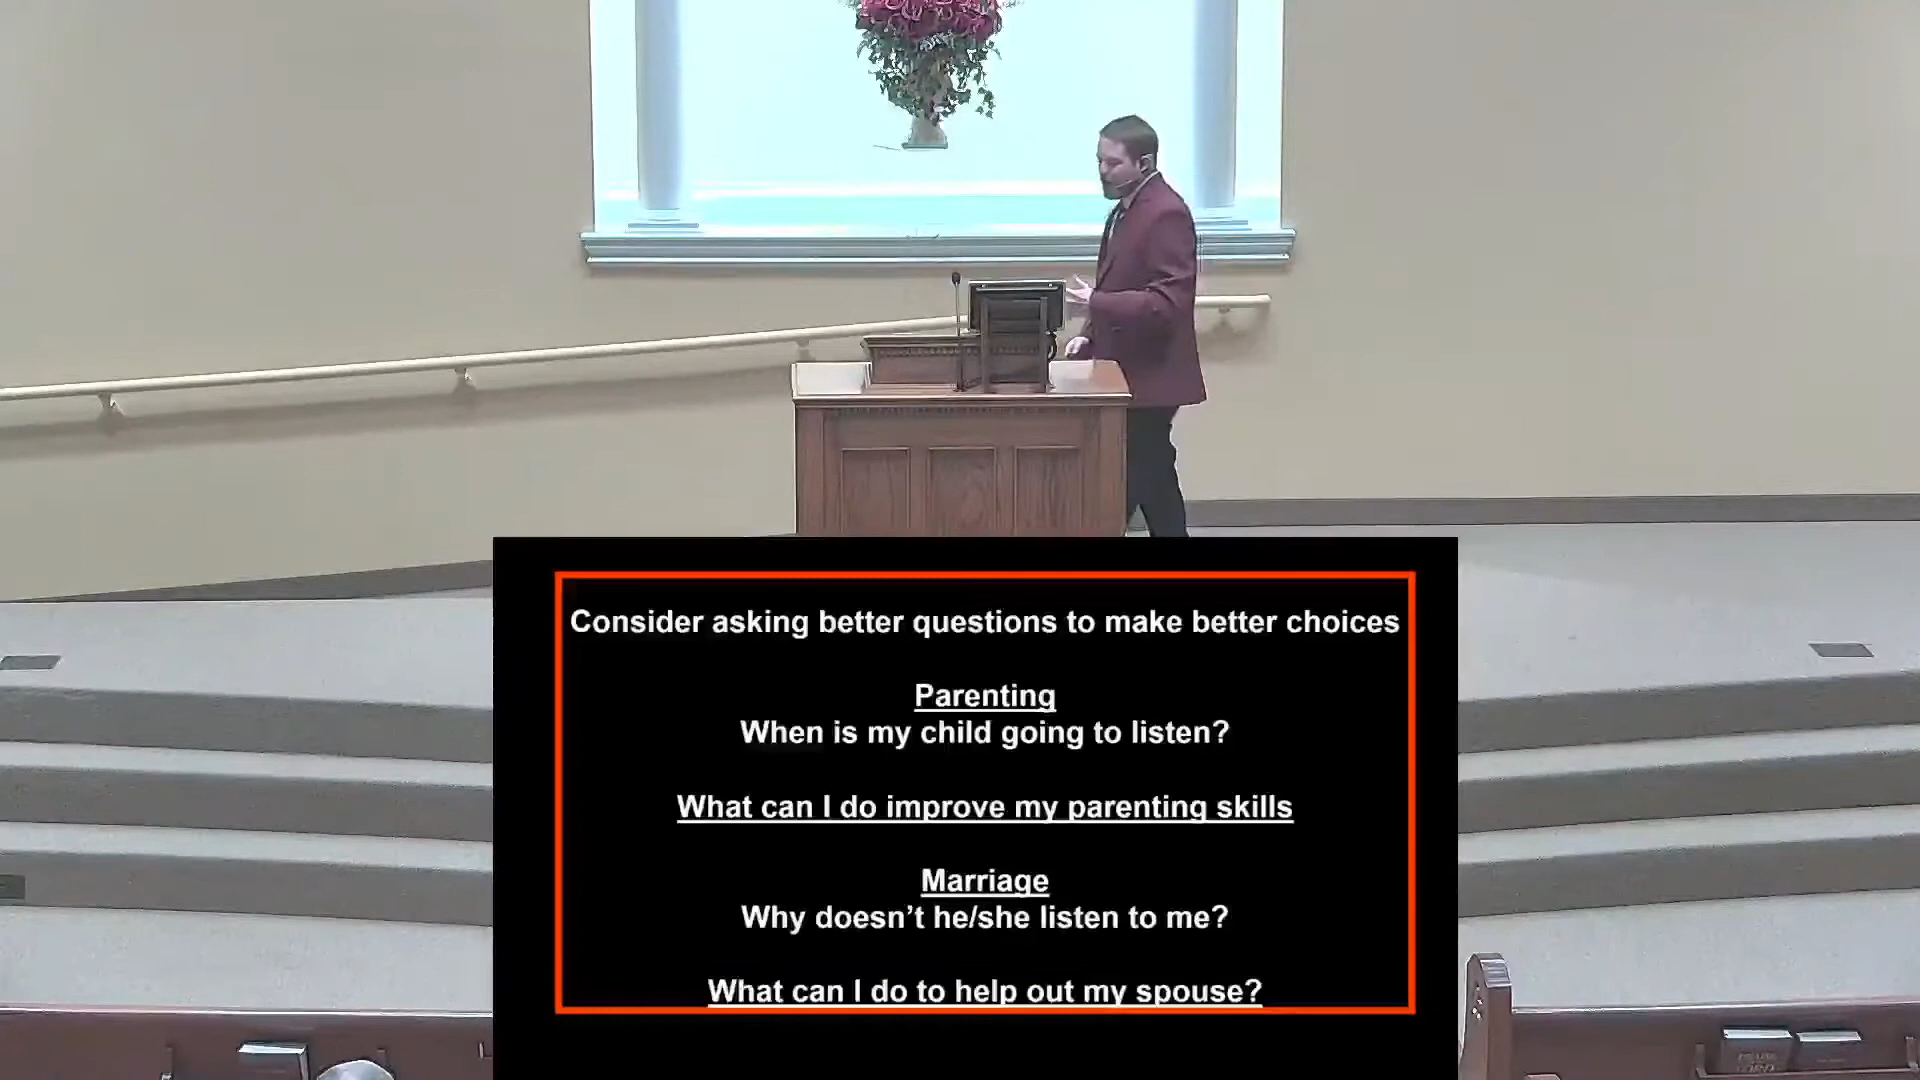 Consider asking better questions to make better choices
Parenting
When is my child going to listen?
What can I do improve my parenting skills
Marriage
Why doesn’t he/she listen to me?
What can I do to help out my spouse?